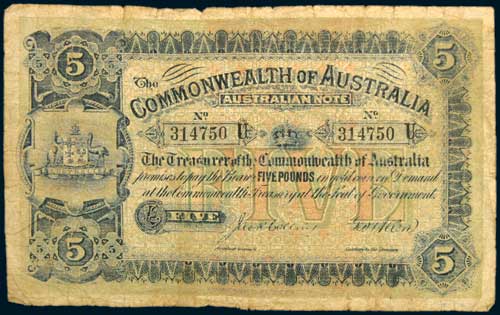 5 5
The
COMMONWEALTH OF AUSTRALIA
AUSTRALIAN NOTE
No No
314750 U 314750 U
The Treasurer of the Commonwealth of Australia
promises to pay the Bearer FIVE POUNDS in gold coin on Demand
at the Commonwealth Treasury at the Seat of Government.
FIVE
FIVE
5 5